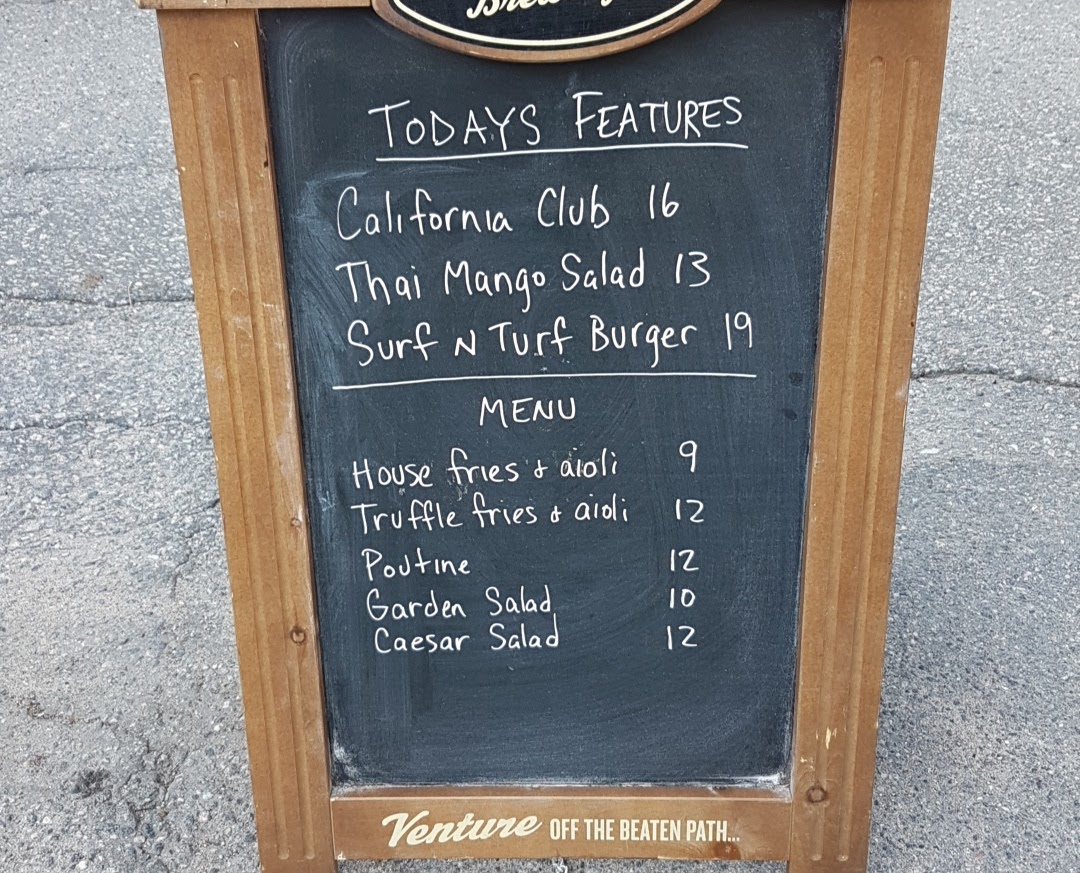 TODAYS FEATURES
California Club 16
Thai Mango Salad 13
Surf N Turf Burger 19
MENU
House fries & aioli 9
Truffle fries & aioli 12
Poutine 12
Garden Salad 10
Caesar Salad 12
Venture OFF THE BEATEN PATH...